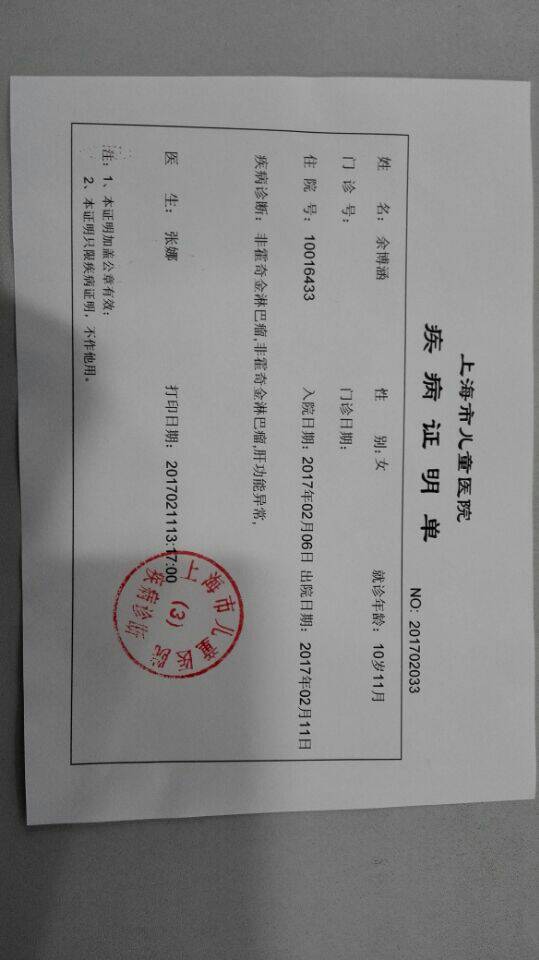 上海市儿童医院
疾病证明单
NO: 201702033
姓 名: 余博涵 性 别: 女 就诊年龄: 10岁11月
门 诊 号: 门诊日期:
住 院 号: 10016433 入院日期: 2017年02月06日 出院日期: 2017年02月11日
疾病诊断: 非霍奇金淋巴瘤,非霍奇金淋巴瘤,肝功能异常,
医 生: 张娜 打印日期: 2017021113:17:00
注: 1、本证明加盖公章有效;
2、本证明只限疾病证明, 不作他用。
上海市儿童医院
(3)
疾病诊断